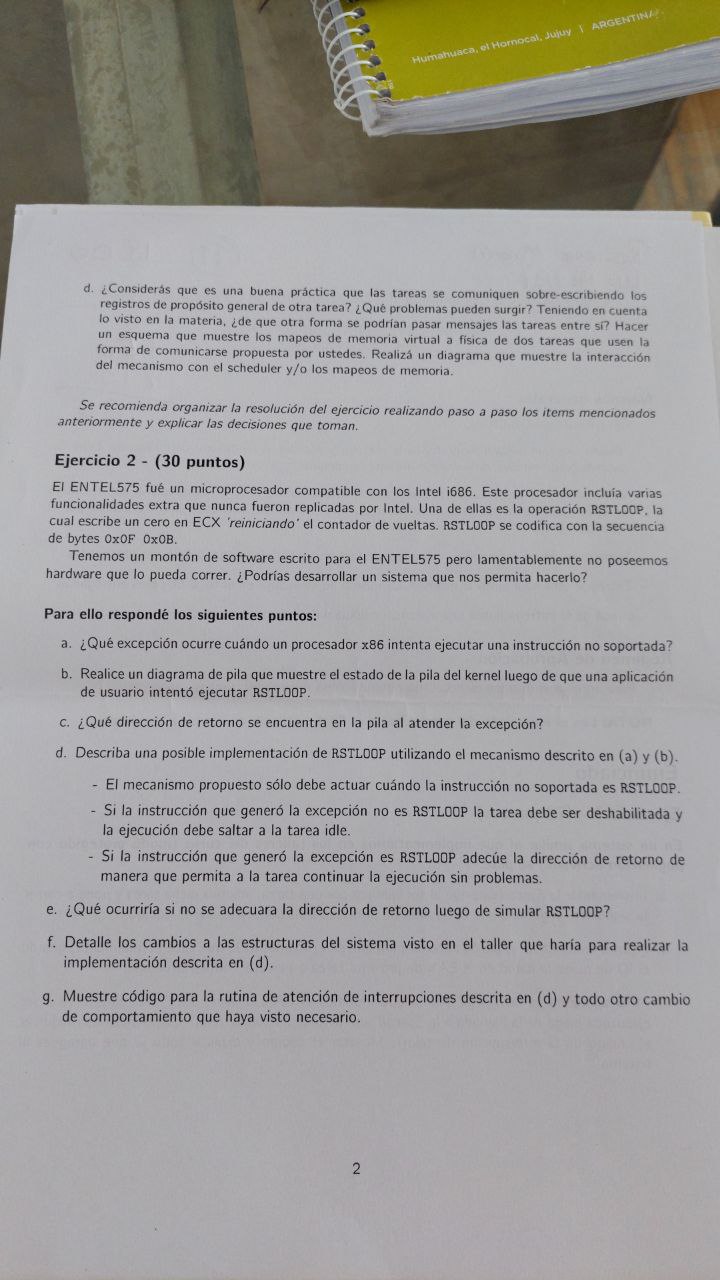 Humahuaca, el Hornocal, Jujuy | ARGENTINA
d. ¿Considerás que es una buena práctica que las tareas se comuniquen sobre-escribiendo los
registros de propósito general de otra tarea? ¿Qué problemas pueden surgir? Teniendo en cuenta
lo visto en la materia, ¿de que otra forma se podrían pasar mensajes las tareas entre sí? Hacer
un esquema que muestre los mapeos de memoria virtual a física de dos tareas que usen la
forma de comunicarse propuesta por ustedes. Realizá un diagrama que muestre la interacción
del mecanismo con el scheduler y/o los mapeos de memoria.
Se recomienda organizar la resolución del ejercicio realizando paso a paso los items mencionados
anteriormente y explicar las decisiones que toman.
Ejercicio 2 - (30 puntos)
El ENTEL575 fué un microprocesador compatible con los Intel i686. Este procesador incluía varias
funcionalidades extra que nunca fueron replicadas por Intel. Una de ellas es la operación RSTLOOP, la
cual escribe un cero en ECX 'reiniciando' el contador de vueltas. RSTLOOP se codifica con la secuencia
de bytes 0x0F 0x0B.
Tenemos un montón de software escrito para el ENTEL575 pero lamentablemente no poseemos
hardware que lo pueda correr. ¿Podrías desarrollar un sistema que nos permita hacerlo?
Para ello respondé los siguientes puntos:
a. ¿Qué excepción ocurre cuándo un procesador x86 intenta ejecutar una instrucción no soportada?
b. Realice un diagrama de pila que muestre el estado de la pila del kernel luego de que una aplicación
de usuario intentó ejecutar RSTLOOP.
c. ¿Qué dirección de retorno se encuentra en la pila al atender la excepción?
d. Describa una posible implementación de RSTLOOP utilizando el mecanismo descrito en (a) y (b).
- El mecanismo propuesto sólo debe actuar cuándo la instrucción no soportada es RSTLOOP.
- Si la instrucción que generó la excepción no es RSTLOOP la tarea debe ser deshabilitada y
la ejecución debe saltar a la tarea idle.
- Si la instrucción que generó la excepción es RSTLOOP adecúe la dirección de retorno de
manera que permita a la tarea continuar la ejecución sin problemas.
e. ¿Qué ocurriría si no se adecuara la dirección de retorno luego de simular RSTLOOP?
f. Detalle los cambios a las estructuras del sistema visto en el taller que haría para realizar la
implementación descrita en (d).
g. Muestre código para la rutina de atención de interrupciones descrita en (d) y todo otro cambio
de comportamiento que haya visto necesario.
2